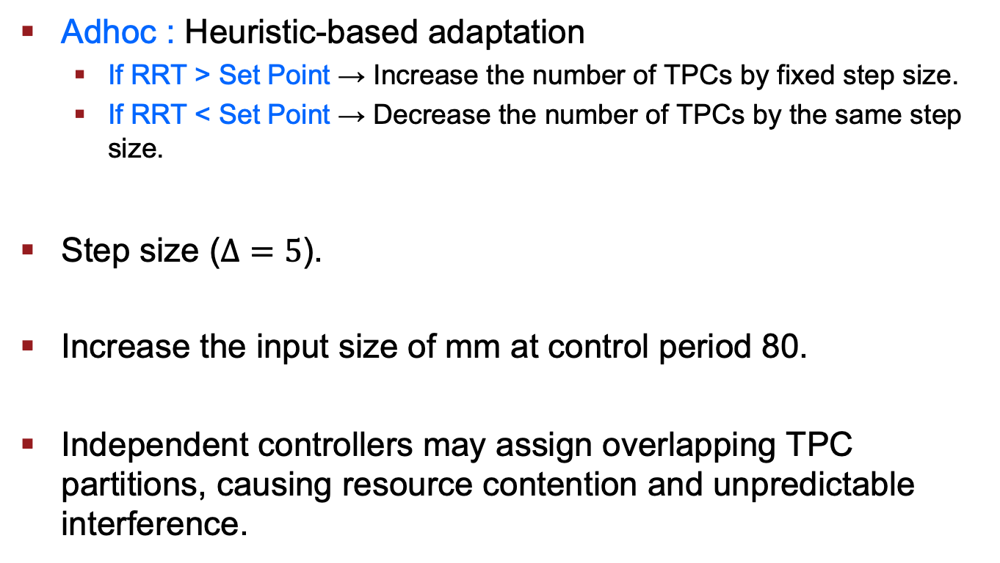 ▪ Adhoc : Heuristic-based adaptation
▪ If RRT > Set Point → Increase the number of TPCs by fixed step size.
▪ If RRT < Set Point → Decrease the number of TPCs by the same step
size.
▪ Step size (Δ = 5).
▪ Increase the input size of mm at control period 80.
▪ Independent controllers may assign overlapping TPC
partitions, causing resource contention and unpredictable
interference.